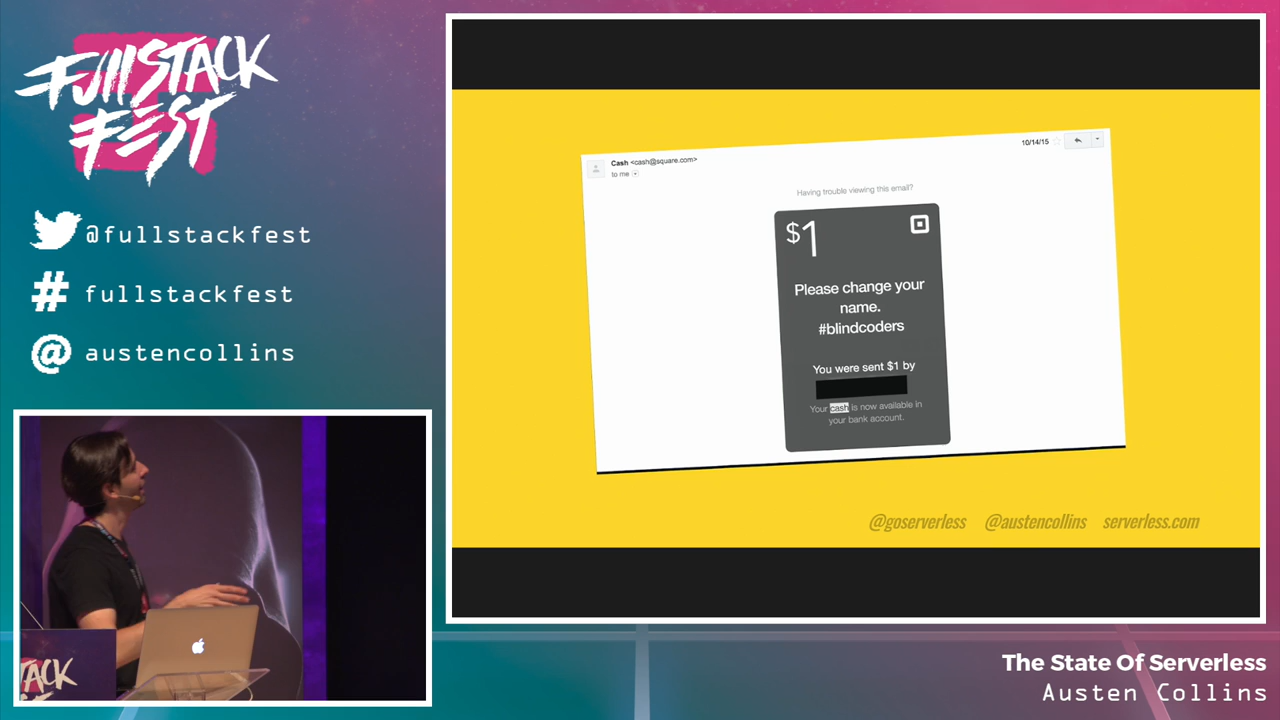 FullSTACK
FEST
@fullstackfest
# fullstackfest
@ austencollins
Cash <cash@square.com>
to me
10/14/15
Having trouble viewing this email?
$1
Please change your
name.
#blindcoders
You were sent $1 by
Your cash is now available in
your bank account.
@goserverless @austencollins serverless.com
STACK
FEST
The State Of Serverless
Austen Collins